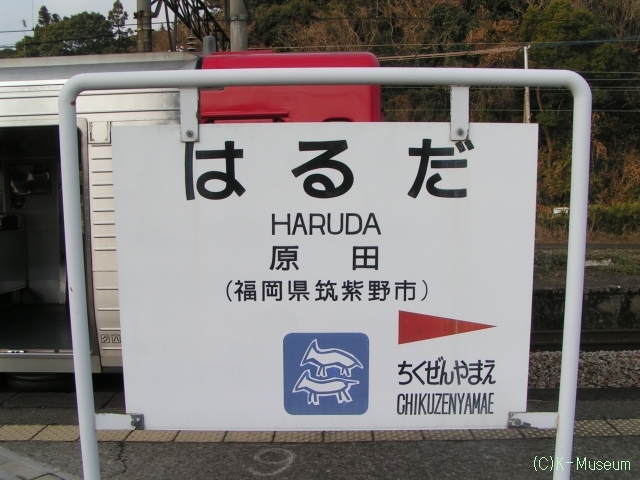 はるだ
HARUDA
原田
(福岡県筑紫野市)
ちくぜんやまえ
CHIKUZENYAMAE
9
(C)K-Museum